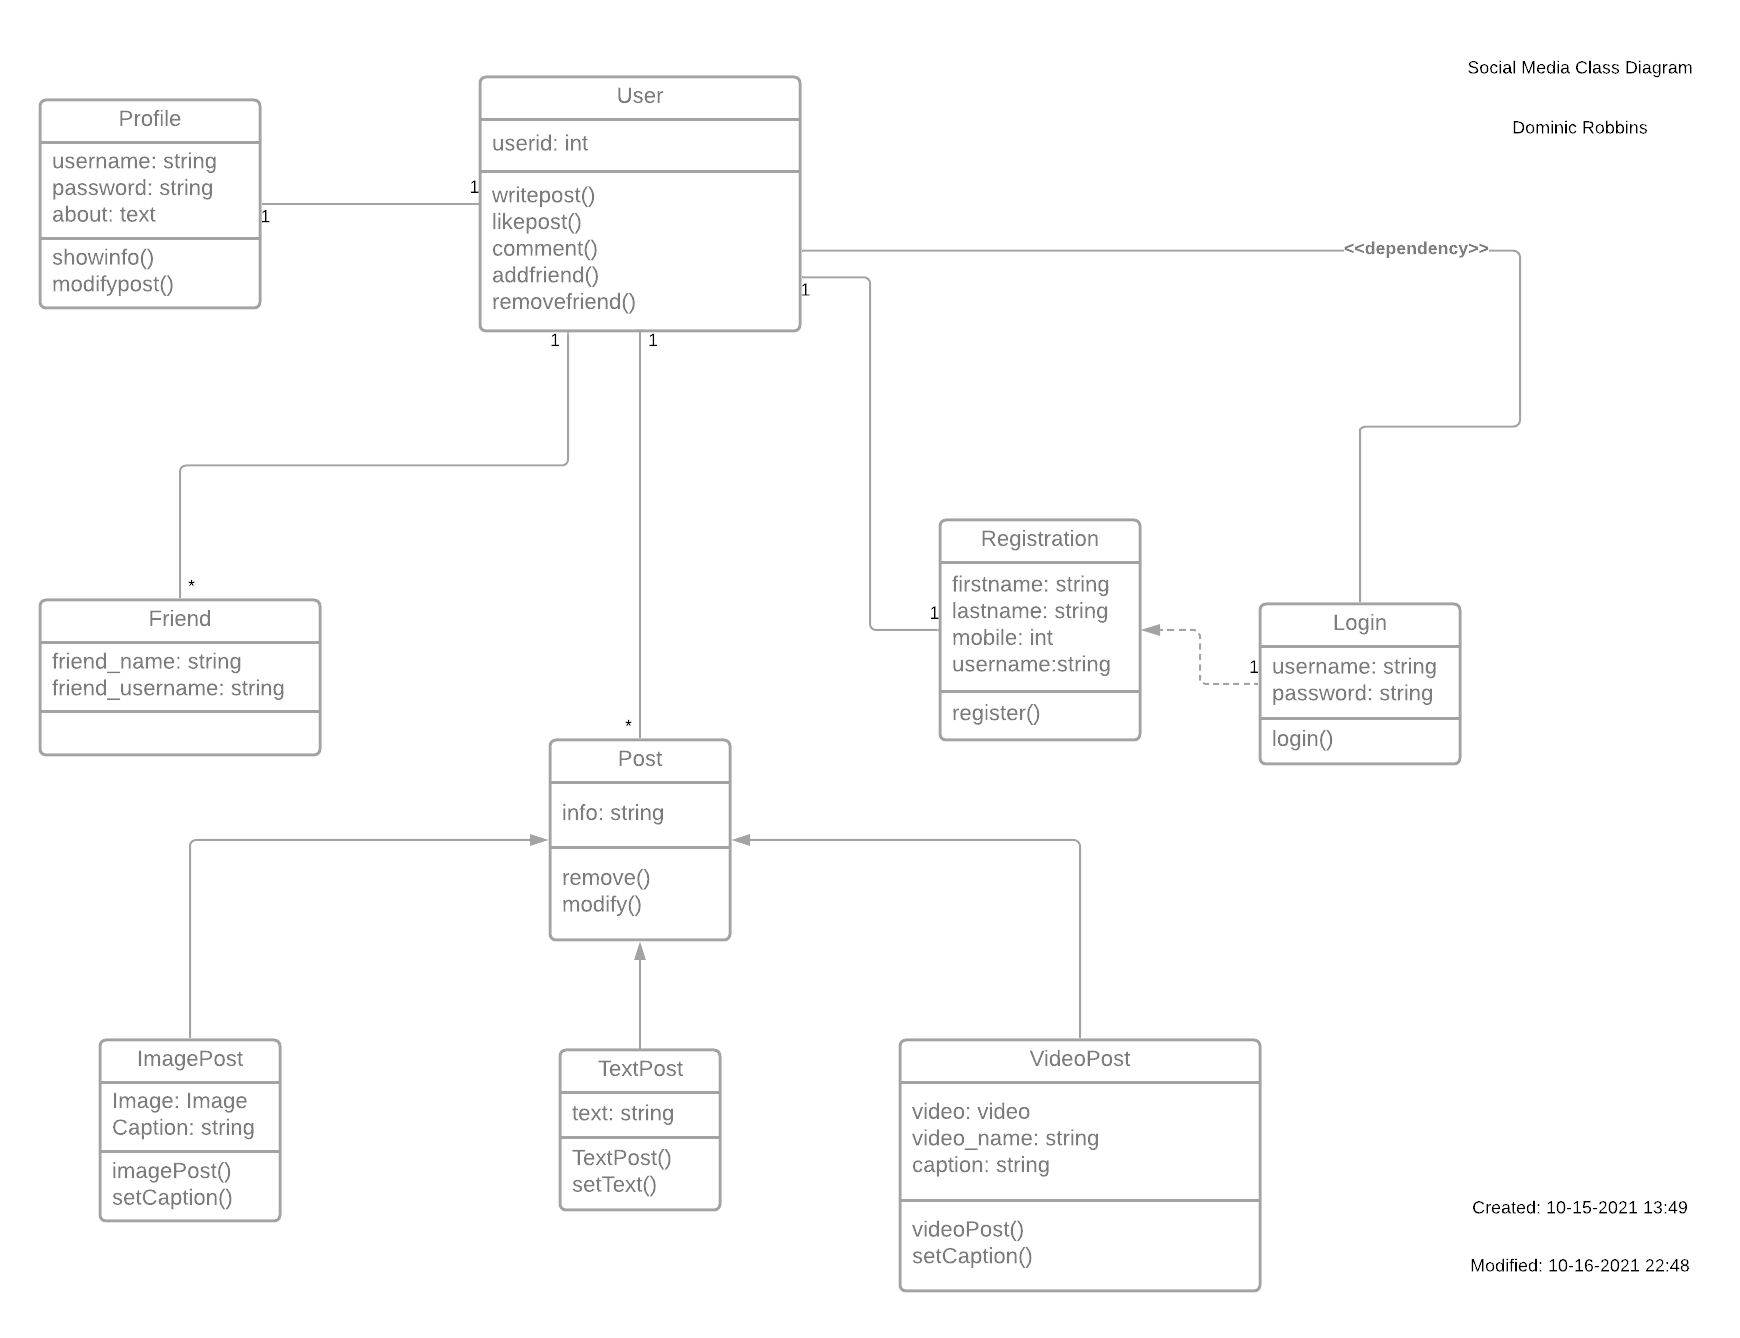 Social Media Class Diagram
Dominic Robbins
Profile
username: string
password: string
about: text
showinfo()
modifypost()
1
1
User
userid: int
writepost()
likepost()
comment()
addfriend()
removefriend()
<<dependency>>
1
1
1
*
Friend
friend_name: string
friend_username: string
*
Post
info: string
remove()
modify()
1
Registration
firstname: string
lastname: string
mobile: int
username:string
register()
1
Login
username: string
password: string
login()
ImagePost
Image: Image
Caption: string
imagePost()
setCaption()
TextPost
text: string
TextPost()
setText()
VideoPost
video: video
video_name: string
caption: string
videoPost()
setCaption()
Created: 10-15-2021 13:49
Modified: 10-16-2021 22:48